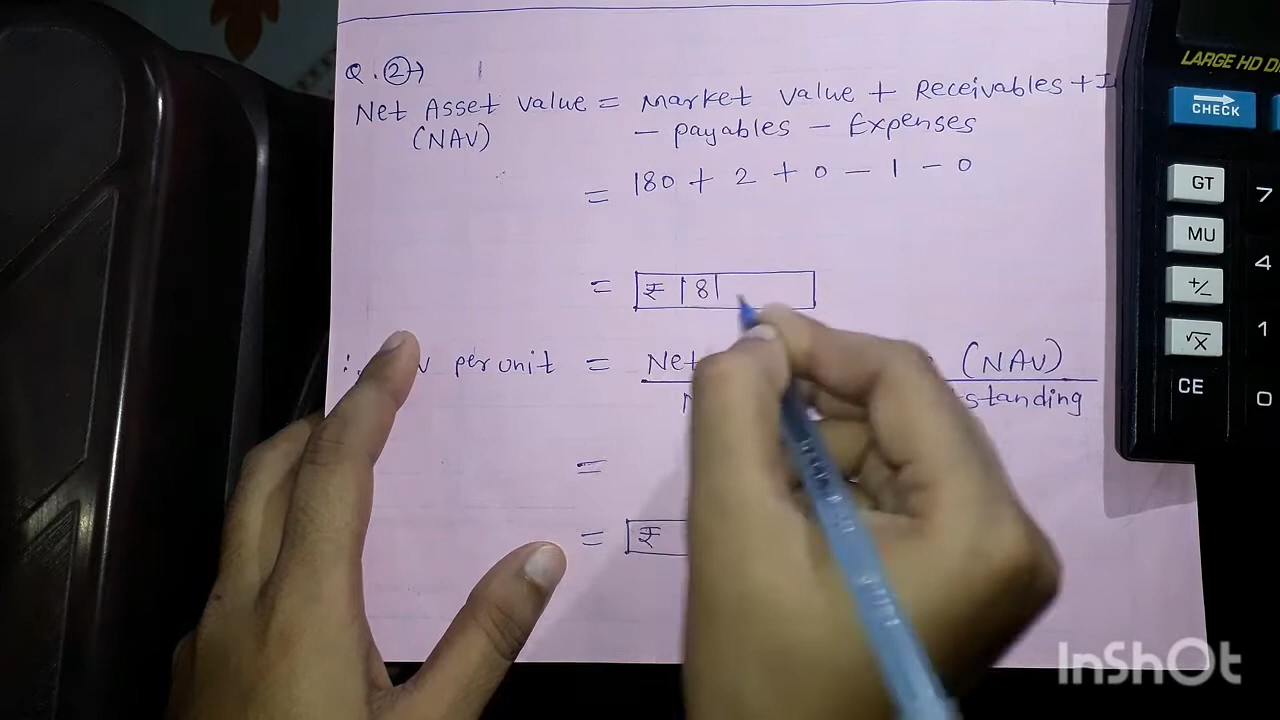 Q. ②→
Net Asset value = Market value + Receivables +
(NAV) - payables - Expenses
= 180 + 2 + 0 - 1 - 0
= ₹ 181
per unit = Net (NAV)
standing
=
= ₹
LARGE HD
CHECK
GT
7
MU
4
+/-
1
√x
CE
0
InShOt